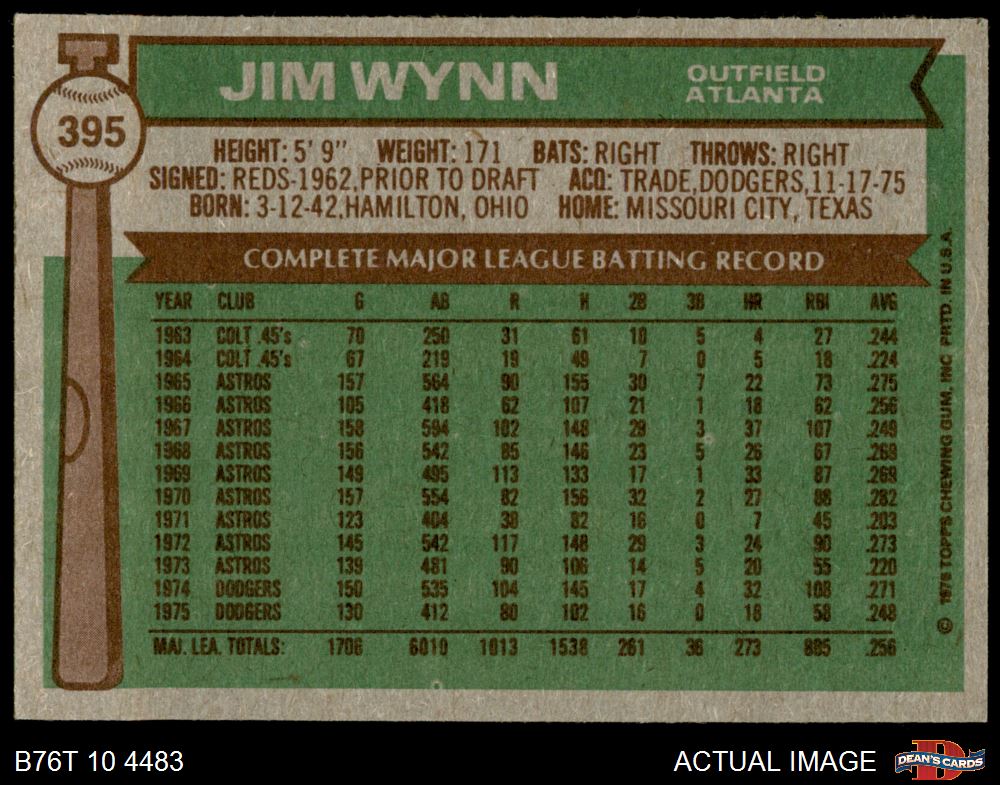 JIM WYNN
OUTFIELD
ATLANTA
T
395
HEIGHT: 5' 9" WEIGHT: 171 BATS: RIGHT THROWS: RIGHT
SIGNED: REDS-1962,PRIOR TO DRAFT ACQ: TRADE,DODGERS,11-17-75
BORN: 3-12-42,HAMILTON, OHIO HOME: MISSOURI CITY, TEXAS
COMPLETE MAJOR LEAGUE BATTING RECORD
YEAR CLUB G AB R H 2B 3B HR RBI AVG
1963 COLT .45's 70 250 31 61 10 5 4 27 .244
1964 COLT .45's 67 219 19 49 7 0 5 18 .224
1965 ASTROS 157 564 90 155 30 7 22 73 .275
1966 ASTROS 105 418 62 107 21 1 18 62 .256
1967 ASTROS 158 594 102 148 29 3 37 107 .249
1968 ASTROS 156 542 85 146 23 5 26 67 .269
1969 ASTROS 149 495 113 133 17 1 33 87 .269
1970 ASTROS 157 554 82 156 32 2 27 88 .282
1971 ASTROS 123 404 38 82 16 0 7 45 .203
1972 ASTROS 145 542 117 148 29 3 24 90 .273
1973 ASTROS 139 481 90 106 14 5 20 55 .220
1974 DODGERS 150 535 104 145 17 4 32 108 .271
1975 DODGERS 130 412 80 102 16 0 18 58 .248
MAJ. LEA. TOTALS: 1706 6010 1013 1538 261 36 273 885 .256
© 1976 TOPPS CHEWING GUM, INC. PRTD. IN U.S.A.
B76T 10 4483
ACTUAL IMAGE
D
DEAN'S CARDS